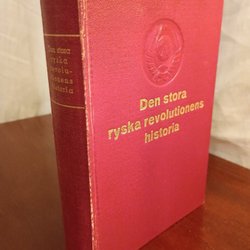 Den stora
ryska
revolu-
tionens
historia
Den stora
ryska revolutionens
historia